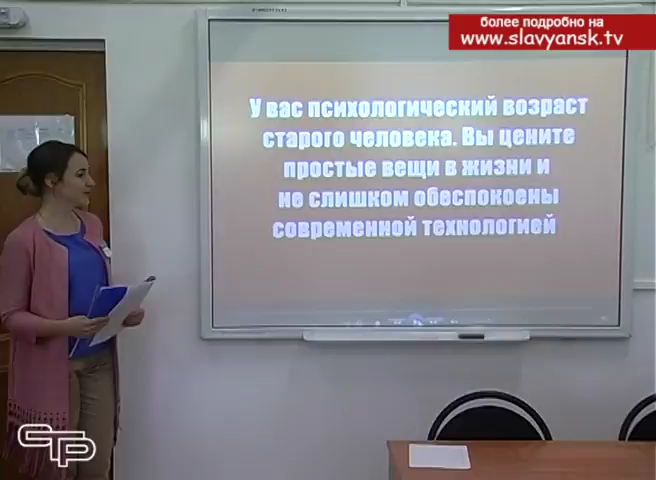 более подробно на
www.slavyansk.tv
У вас психологический возраст
старого человека. Вы цените
простые вещи в жизни и
не слишком обеспокоены
современной технологией
СТР